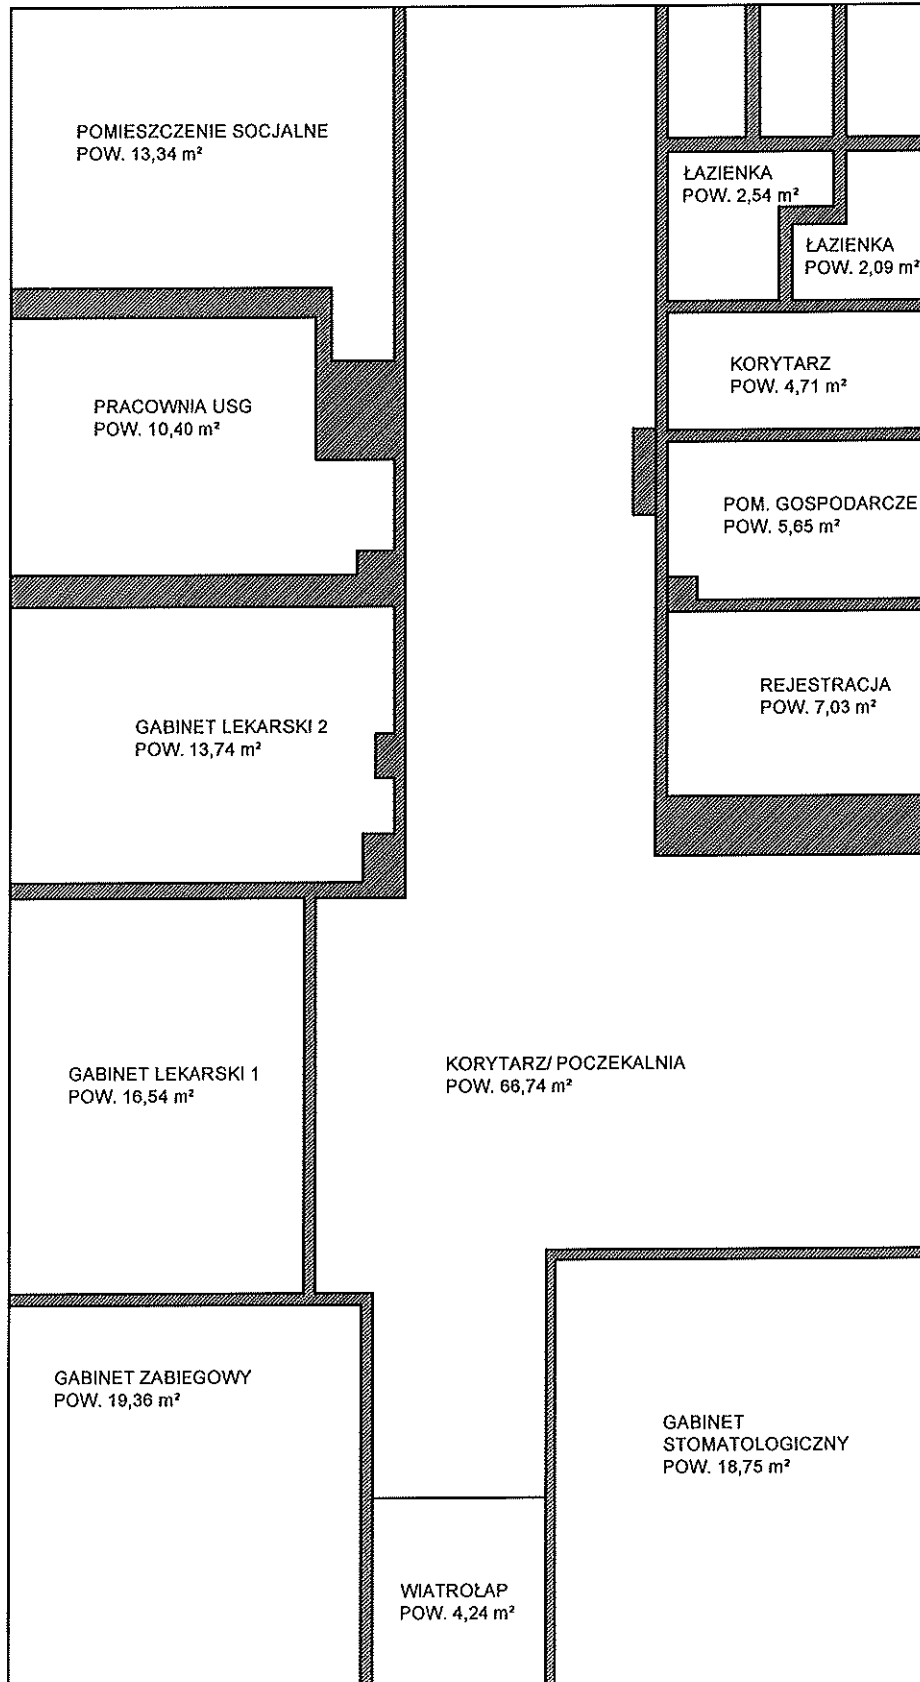 POMIESZCZENIE SOCJALNE
POW. 13,34 m²
ŁAZIENKA
POW. 2,54 m²
ŁAZIENKA
POW. 2,09 m²
KORYTARZ
POW. 4,71 m²
PRACOWNIA USG
POW. 10,40 m²
POM. GOSPODARCZE
POW. 5,65 m²
REJESTRACJA
POW. 7,03 m²
GABINET LEKARSKI 2
POW. 13,74 m²
KORYTARZ/ POCZEKALNIA
POW. 66,74 m²
GABINET LEKARSKI 1
POW. 16,54 m²
GABINET ZABIEGOWY
POW. 19,36 m²
GABINET
STOMATOLOGICZNY
POW. 18,75 m²
WIATROŁAP
POW. 4,24 m²